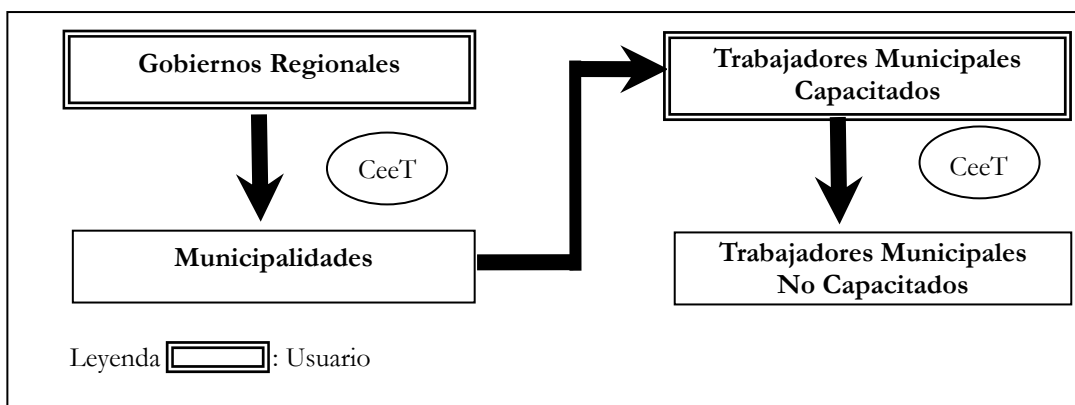 Gobiernos Regionales
CeeT
Municipalidades
Trabajadores Municipales
Capacitados
CeeT
Trabajadores Municipales
No Capacitados
Leyenda : Usuario